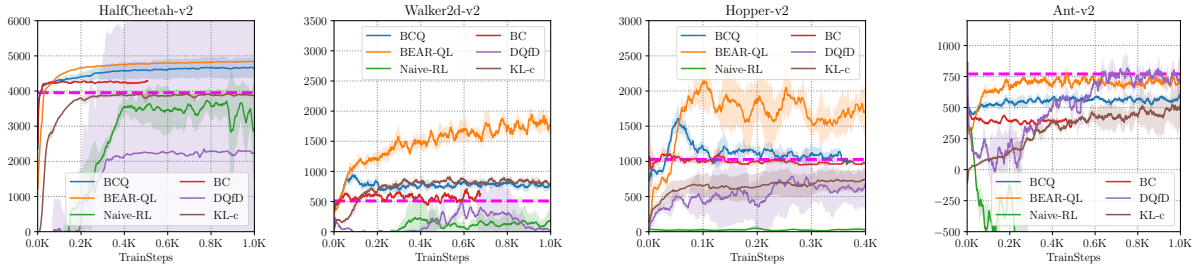 HalfCheetah-v2
6000
5000
4000
3000
2000
1000
0
0.0K 0.2K 0.4K 0.6K 0.8K 1.0K
TrainSteps
BCQ BC
BEAR-QL DQfD
Naive-RL KL-c
Walker2d-v2
3500
3000
2500
2000
1500
1000
500
0
0.0K 0.2K 0.4K 0.6K 0.8K 1.0K
TrainSteps
BCQ BC
BEAR-QL DQfD
Naive-RL KL-c
Hopper-v2
3000
2500
2000
1500
1000
500
0
0.0K 0.1K 0.2K 0.3K 0.4K
TrainSteps
BCQ BC
BEAR-QL DQfD
Naive-RL KL-c
Ant-v2
1000
750
500
250
0
−250
−500
0.0K 0.2K 0.4K 0.6K 0.8K 1.0K
TrainSteps
BCQ BC
BEAR-QL DQfD
Naive-RL KL-c